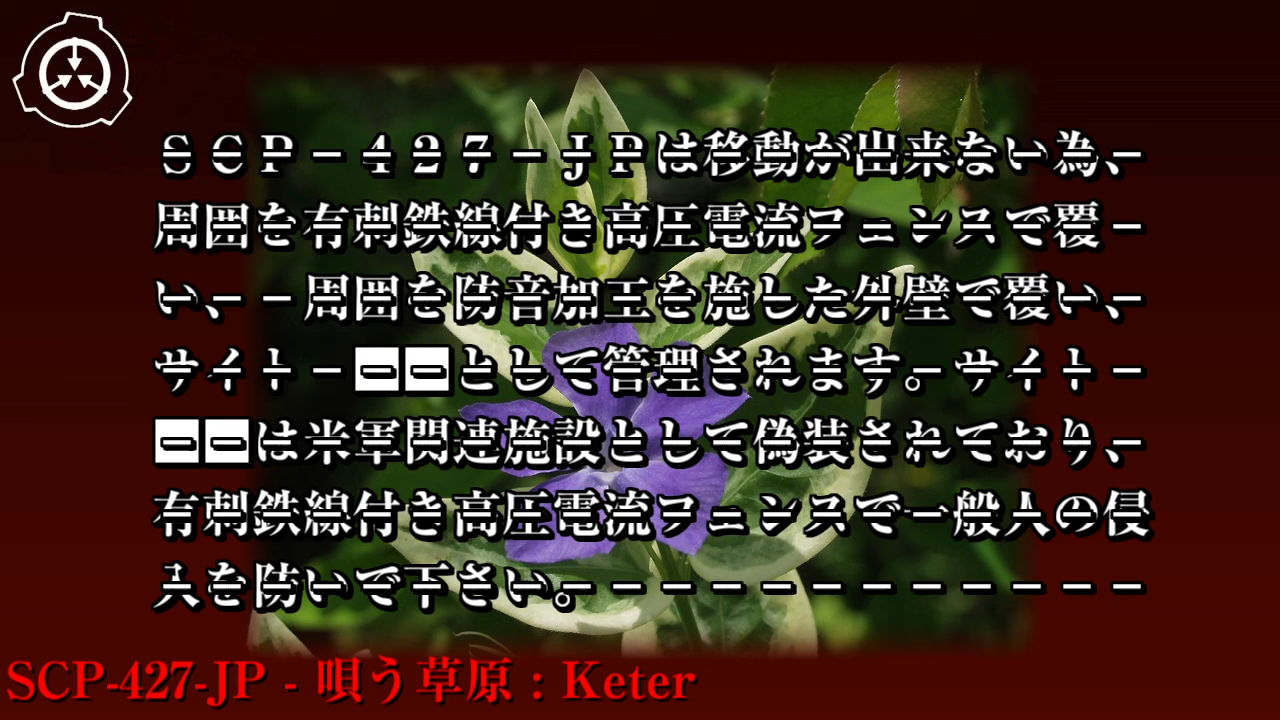 SCP-427-JPは移動が出来ない為、
周囲を有刺鉄線付き高圧電流フェンスで覆
い、 周囲を防音加工を施した外壁で覆い、
サイト-■■として管理されます。サイト-
■■は米軍関連施設として偽装されており、
有刺鉄線付き高圧電流フェンスで一般人の侵
入を防いで下さい。
SCP-427-JP - 唄う草原：Keter